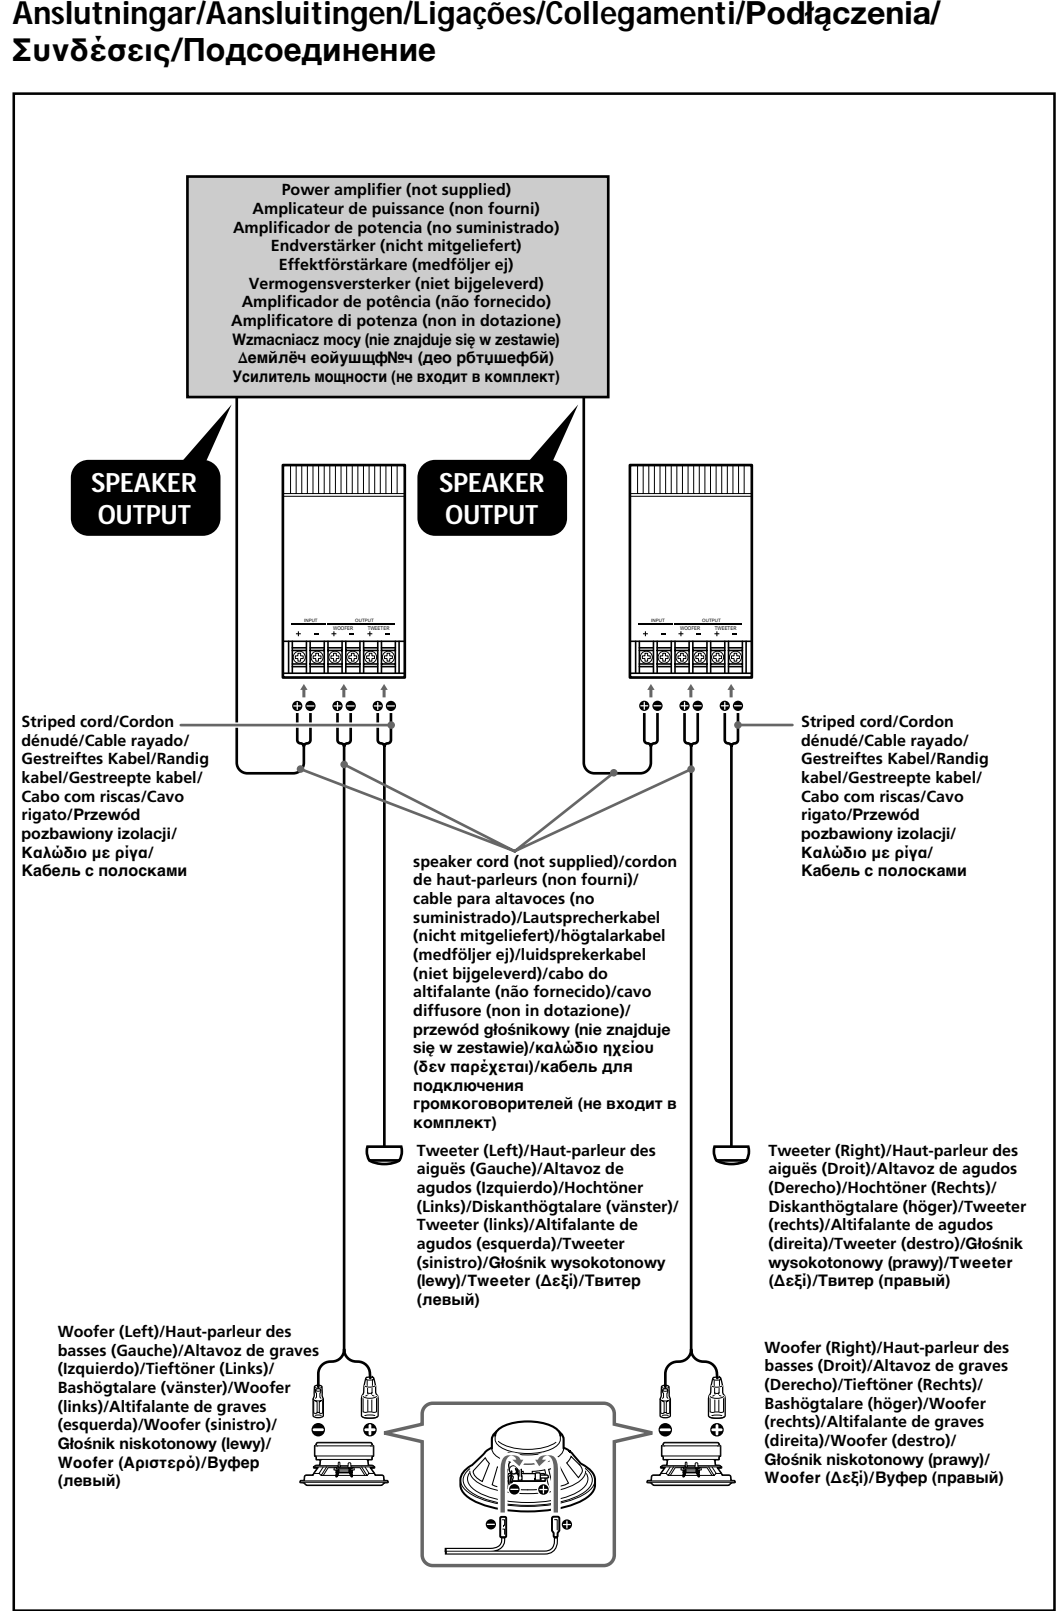 Anslutningar/Aansluitingen/Ligações/Collegamenti/Podłączenia/
Συνδέσεις/Подсоединение
Power amplifier (not supplied)
Amplicateur de puissance (non fourni)
Amplificador de potencia (no suministrado)
Endverstärker (nicht mitgeliefert)
Effektförstärkare (medföljer ej)
Vermogensversterker (niet bijgeleverd)
Amplificador de potência (não fornecido)
Amplificatore di potenza (non in dotazione)
Wzmacniacz mocy (nie znajduje się w zestawie)
Δемйлёч еойушщф№ч (део рбтџшефбй)
Усилитель мощности (не входит в комплект)
SPEAKER
OUTPUT
SPEAKER
OUTPUT
INPUT OUTPUT
WOOFER TWEETER
+ − + − + −
INPUT OUTPUT
WOOFER TWEETER
+ − + − + −
Striped cord/Cordon
dénudé/Cable rayado/
Gestreiftes Kabel/Randig
kabel/Gestreepte kabel/
Cabo com riscas/Cavo
rigato/Przewód
pozbawiony izolacji/
Καλώδιο με ρίγα/
Кабель с полосками
Striped cord/Cordon
dénudé/Cable rayado/
Gestreiftes Kabel/Randig
kabel/Gestreepte kabel/
Cabo com riscas/Cavo
rigato/Przewód
pozbawiony izolacji/
Καλώδιο με ρίγα/
Кабель с полосками
speaker cord (not supplied)/cordon
de haut-parleurs (non fourni)/
cable para altavoces (no
suministrado)/Lautsprecherkabel
(nicht mitgeliefert)/högtalarkabel
(medföljer ej)/luidsprekerkabel
(niet bijgeleverd)/cabo do
altifalante (não fornecido)/cavo
diffusore (non in dotazione)/
przewód głośnikowy (nie znajduje
się w zestawie)/καλώδιο ηχείου
(δεν παρέχεται)/кабель для
подключения
громкоговорителей (не входит в
комплект)
Tweeter (Left)/Haut-parleur des
aiguës (Gauche)/Altavoz de
agudos (Izquierdo)/Hochtöner
(Links)/Diskanthögtalare (vänster)/
Tweeter (links)/Altifalante de
agudos (esquerda)/Tweeter
(sinistro)/Głośnik wysokotonowy
(lewy)/Tweeter (Δεξί)/Твитер
(левый)
Tweeter (Right)/Haut-parleur des
aiguës (Droit)/Altavoz de agudos
(Derecho)/Hochtöner (Rechts)/
Diskanthögtalare (höger)/Tweeter
(rechts)/Altifalante de agudos
(direita)/Tweeter (destro)/Głośnik
wysokotonowy (prawy)/Tweeter
(Δεξί)/Твитер (правый)
Woofer (Left)/Haut-parleur des
basses (Gauche)/Altavoz de graves
(Izquierdo)/Tieftöner (Links)/
Bashögtalare (vänster)/Woofer
(links)/Altifalante de graves
(esquerda)/Woofer (sinistro)/
Głośnik niskotonowy (lewy)/
Woofer (Αριστερό)/Вуфер
(левый)
Woofer (Right)/Haut-parleur des
basses (Droit)/Altavoz de graves
(Derecho)/Tieftöner (Rechts)/
Bashögtalare (höger)/Woofer
(rechts)/Altifalante de graves
(direita)/Woofer (destro)/
Głośnik niskotonowy (prawy)/
Woofer (Δεξί)/Вуфер (правый)